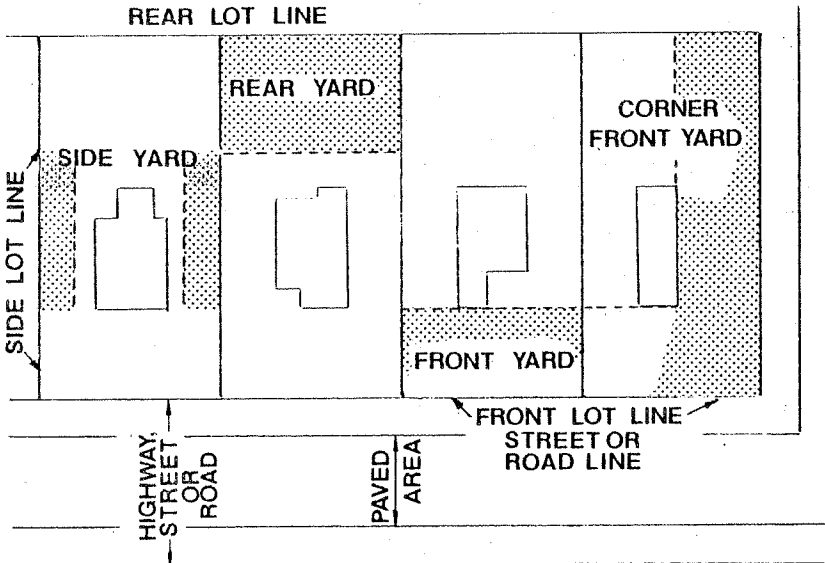 REAR LOT LINE
REAR YARD
CORNER
FRONT YARD
SIDE YARD
SIDE LOT LINE
FRONT YARD
FRONT LOT LINE
STREET OR
ROAD LINE
HIGHWAY,
STREET
OR
ROAD
PAVED
AREA